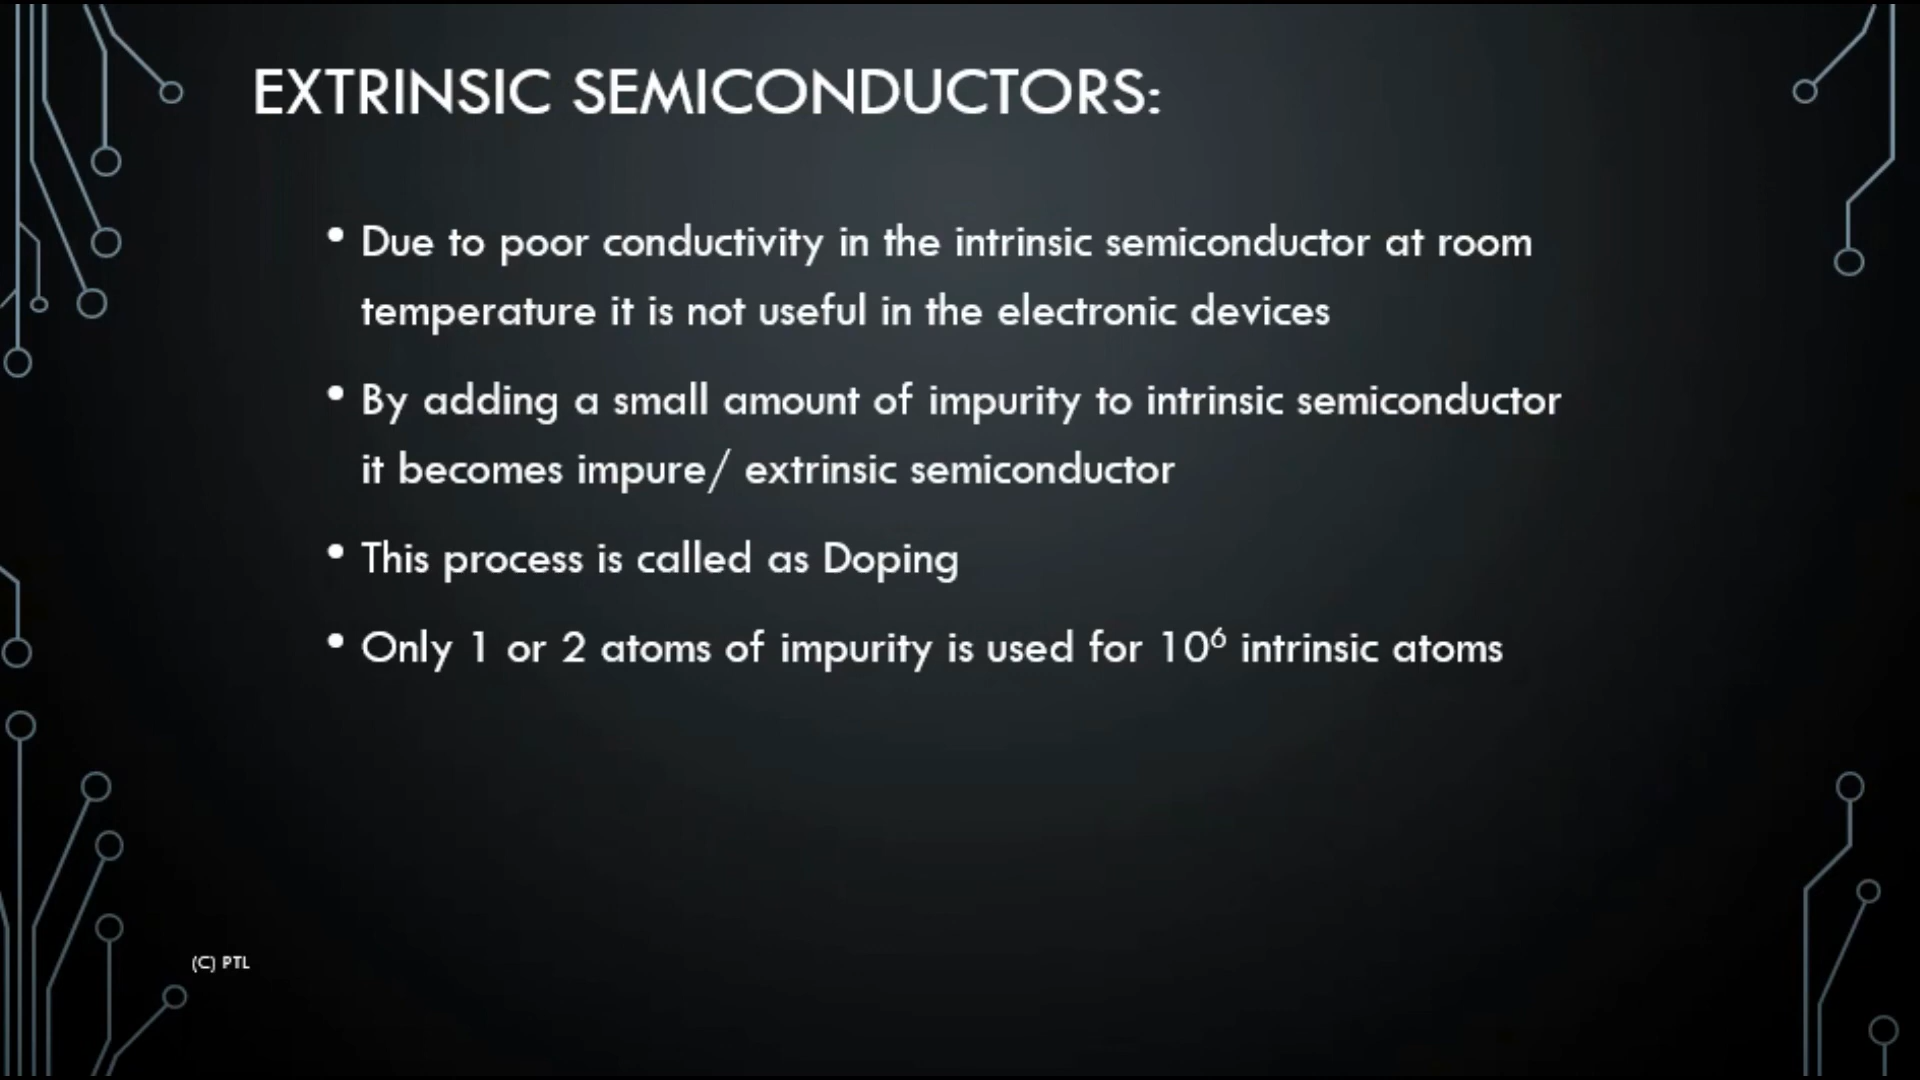 EXTRINSIC SEMICONDUCTORS:
• Due to poor conductivity in the intrinsic semiconductor at room
temperature it is not useful in the electronic devices
• By adding a small amount of impurity to intrinsic semiconductor
it becomes impure/ extrinsic semiconductor
• This process is called as Doping
• Only 1 or 2 atoms of impurity is used for 10⁶ intrinsic atoms
(C) PTL